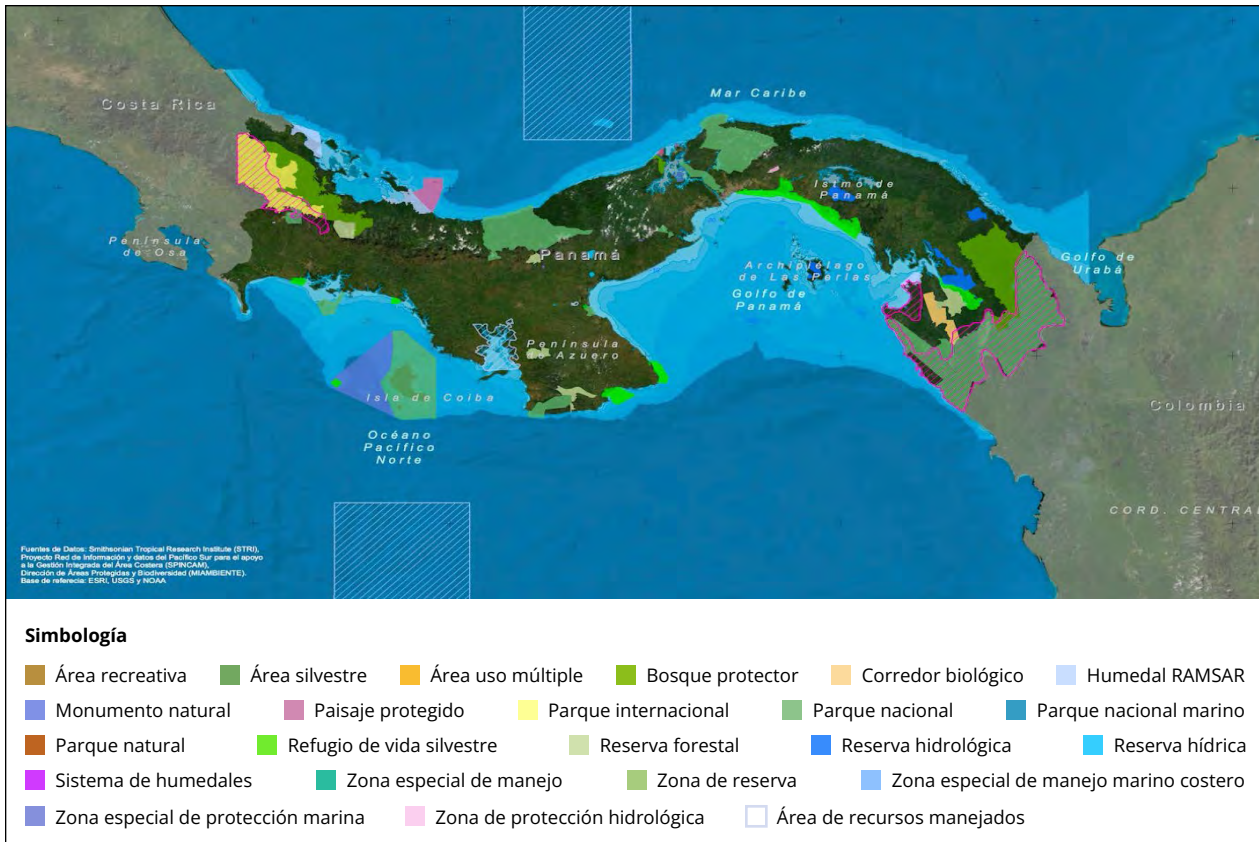 Costa Rica
Mar Caribe
Istmo de
Panamá
Península
de Osa
Panamá
Archipiélago
de Las Perlas
Golfo de
Panamá
Golfo de
Urabá
Península
de Azuero
Isla de Coiba
Colombia
Océano
Pacífico
Norte
CORD. CENTRAL
Fuentes de Datos: Smithsonian Tropical Research Institute (STRI),
Proyecto Red de Información y datos del Pacífico Sur para el apoyo
a la Gestión Integrada del Área Costera (SPINCAM),
Dirección de Áreas Protegidas y Biodiversidad (MIAMBIENTE).
Base de referecia: ESRI, USGS y NOAA
Simbología
Área recreativa Área silvestre Área uso múltiple Bosque protector Corredor biológico Humedal RAMSAR
Monumento natural Paisaje protegido Parque internacional Parque nacional Parque nacional marino
Parque natural Refugio de vida silvestre Reserva forestal Reserva hidrológica Reserva hídrica
Sistema de humedales Zona especial de manejo Zona de reserva Zona especial de manejo marino costero
Zona especial de protección marina Zona de protección hidrológica Área de recursos manejados